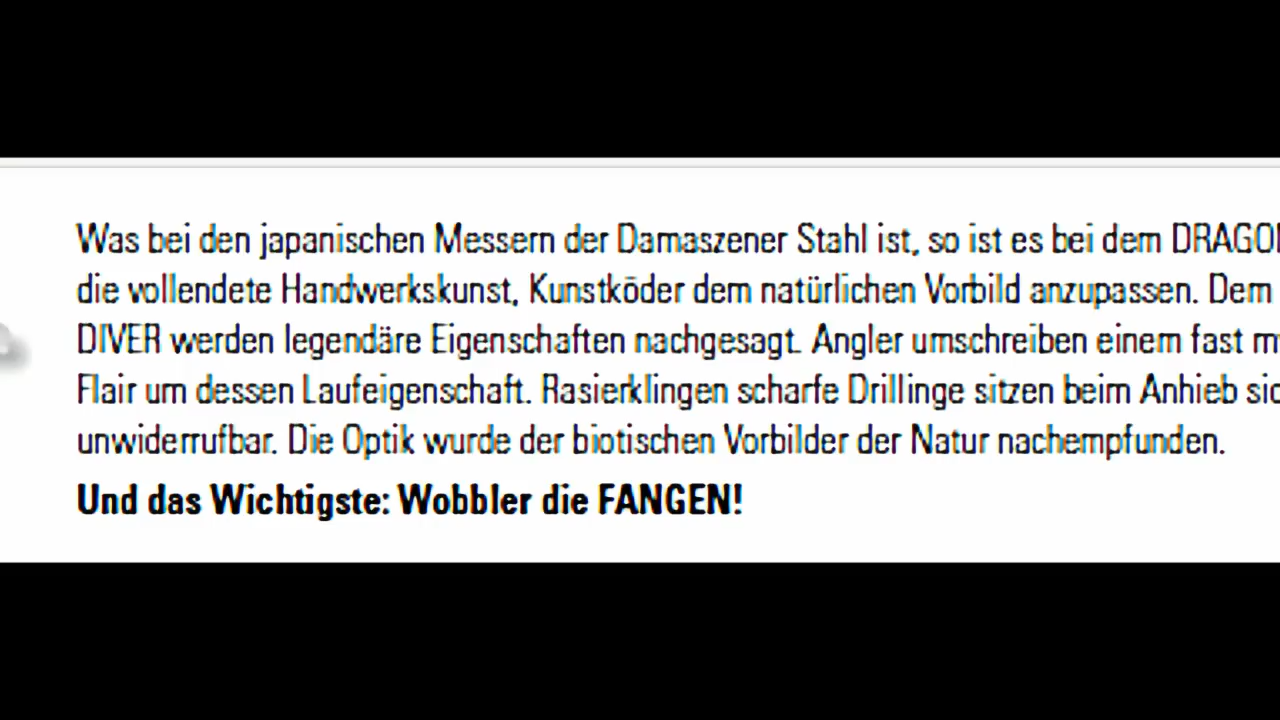 Was bei den japanischen Messern der Damaszener Stahl ist, so ist es bei dem
die vollendete Handwerkskunst, Kunstköder dem natürlichen Vorbild anzupassen. Dem
DIVER werden legendäre Eigenschaften nachgesagt. Angler umschreiben einem fast
Flair um dessen Laufeigenschaft. Rasierklingen scharfe Drillinge sitzen beim Anhieb
unwiderrufbar. Die Optik wurde der biotischen Vorbilder der Natur nachempfunden.
Und das Wichtigste: Wobbler die FANGEN!